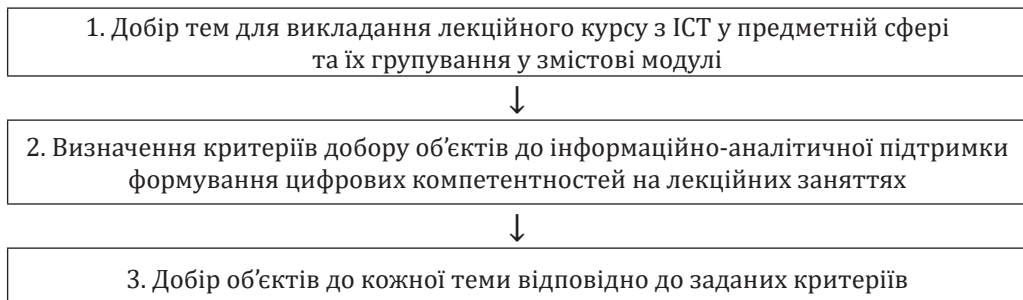 1. Добір тем для викладання лекційного курсу з ІСТ у предметній сфері
та їх групування у змістові модулі
↓
2. Визначення критеріїв добору об’єктів до інформаційно-аналітичної підтримки
формування цифрових компетентностей на лекційних заняттях
↓
3. Добір об’єктів до кожної теми відповідно до заданих критеріїв